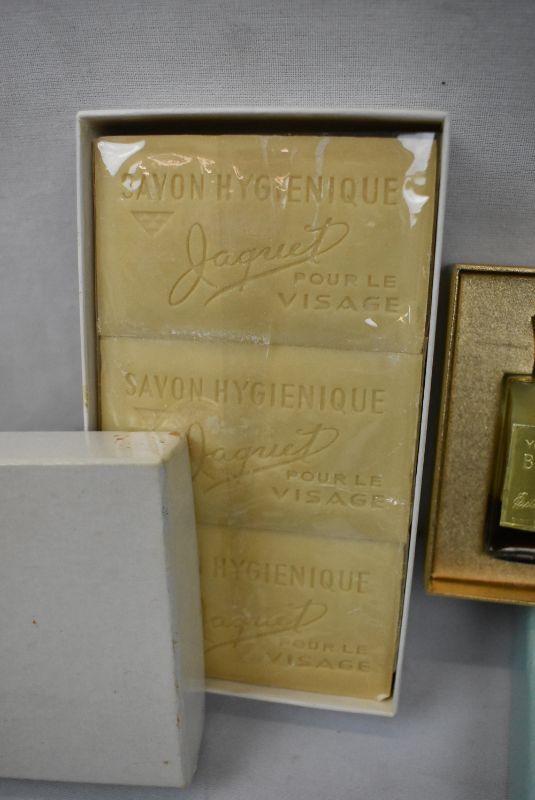 SAVON HYGIENIQUE
Jaquet
POUR LE
VISAGE
SAVON HYGIENIQUE
Jaquet
POUR LE
VISAGE
HYGIENIQUE
Jaquet
POUR LE
VISAGE